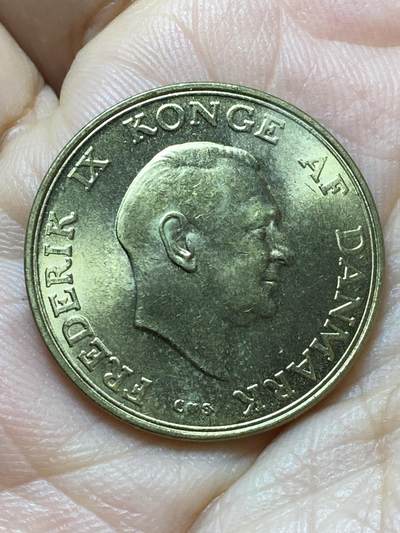 FREDERIK IX KONGE AF DANMARK
C♥S